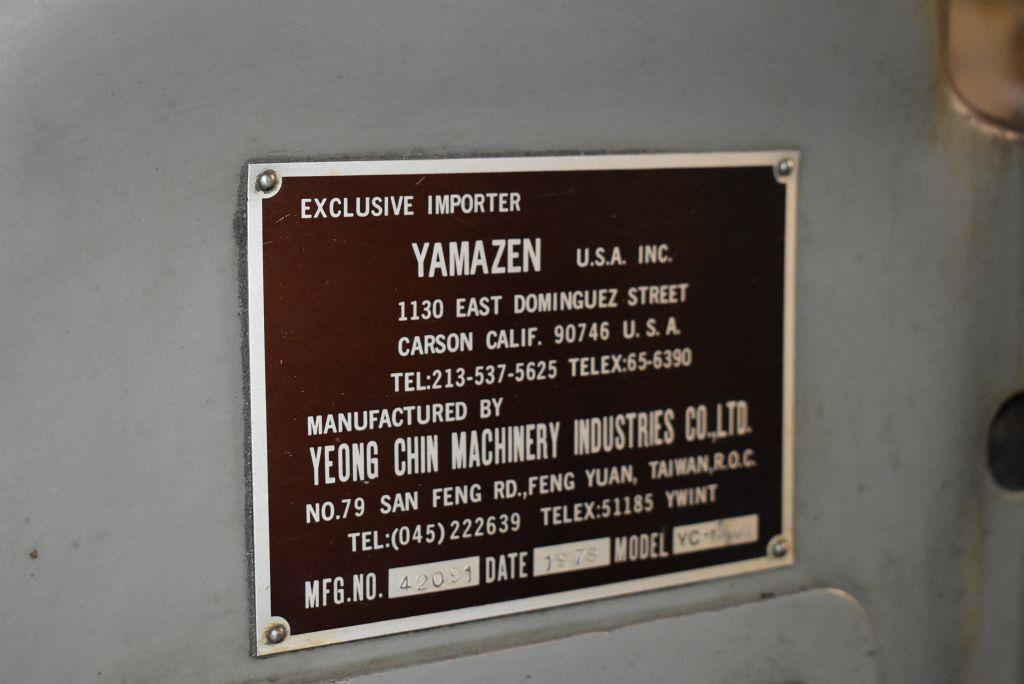 EXCLUSIVE IMPORTER
YAMAZEN U.S.A. INC.
1130 EAST DOMINGUEZ STREET
CARSON CALIF. 90746 U.S.A.
TEL:213-537-5625 TELEX:65-6390
MANUFACTURED BY
YEONG CHIN MACHINERY INDUSTRIES CO.,LTD.
NO.79 SAN FENG RD.,FENG YUAN, TAIWAN,R.O.C.
TEL:(045)222639 TELEX:51185 YWINT
MFG.NO. 42091 DATE 1978 MODEL